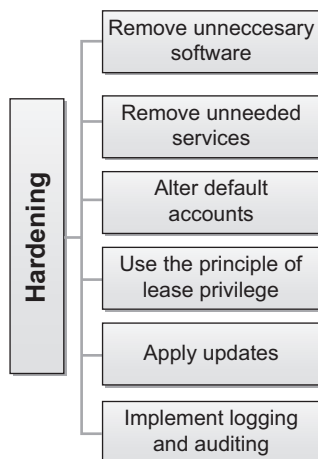 Hardening
Remove unneccesary
software
Remove unneeded
services
Alter default
accounts
Use the principle of
lease privilege
Apply updates
Implement logging
and auditing